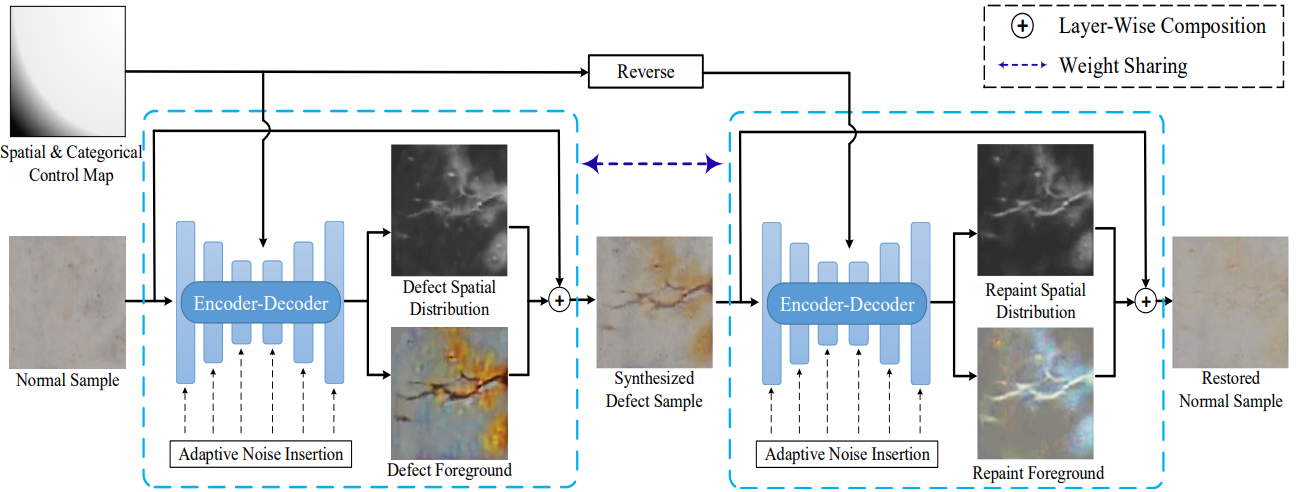 Layer-Wise Composition
Weight Sharing
Reverse
Spatial & Categorical
Control Map
Normal Sample
Encoder-Decoder
Adaptive Noise Insertion
Defect Spatial
Distribution
Defect Foreground
Synthesized
Defect Sample
Encoder-Decoder
Adaptive Noise Insertion
Repaint Spatial
Distribution
Repaint Foreground
Restored
Normal Sample